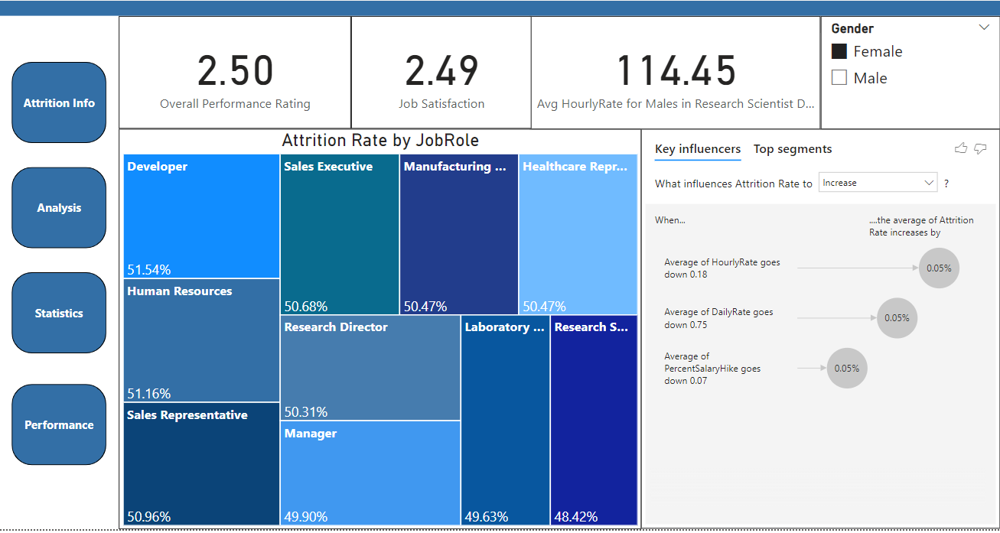 Attrition Info
Analysis
Statistics
Performance
2.50
Overall Performance Rating
2.49
Job Satisfaction
114.45
Avg HourlyRate for Males in Research Scientist D...
Gender
Female
Male
Attrition Rate by JobRole
Developer
51.54%
Human Resources
51.16%
Sales Representative
50.96%
Sales Executive
50.68%
Manufacturing ...
50.47%
Healthcare Repr...
50.47%
Research Director
50.31%
Manager
49.90%
Laboratory ...
49.63%
Research S...
48.42%
Key influencers
Top segments
What influences Attrition Rate to
Increase
?
When...
....the average of Attrition
Rate increases by
Average of HourlyRate goes
down 0.18
0.05%
Average of DailyRate goes
down 0.75
0.05%
Average of
PercentSalaryHike goes
down 0.07
0.05%